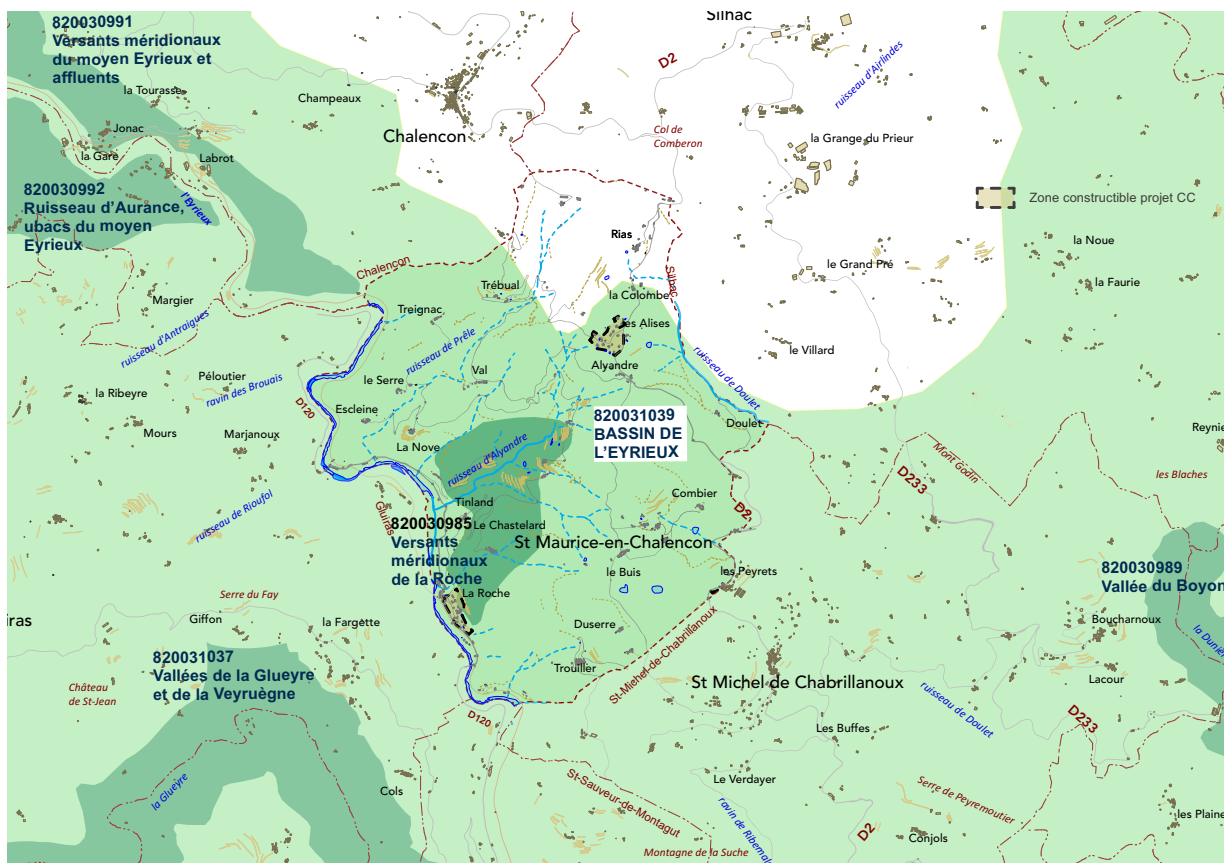 820030991
Versants méridionaux
du moyen Eyrieux et
affluents
la Tourasse
Jonac
la Gare
Labrot
Champeaux
Chalencon
Silhac
D2
ruisseau d'Airlindes
Col de
Comberon
la Grange du Prieur
Zone constructible projet CC
820030992
Ruisseau d'Aurance,
ubacs du moyen
Eyrieux
l'Eyrieux
Rias
la Noue
la Faurie
le Grand Pré
Chalencon
Silhac
Trébual
la Colombe
Margier
Treignac
les Alises
ruisseau d'Antraigues
ruisseau de Prêle
le Villard
Alyandre
ruisseau de Doulet
Péloutier
la Ribeyre
ravin des Brouais
D120
le Serre
Val
Escleine
820031039
BASSIN DE
L'EYRIEUX
Doulet
Mours
Marjanoux
La Nove
ruisseau d'Alyandre
Reynie
Mont Godin
les Blaches
D233
ruisseau de Rioufol
Gluiras
Tinland
Combier
D2
820030985
Versants
méridionaux
de la Roche
Le Chastelard
St Maurice-en-Chalencon
le Buis
les Peyrets
820030989
Vallée du Boyon
Serre du Fay
La Roche
iras
Giffon
la Fargètte
Duserre
Boucharnoux
la Duniè
820031037
Vallées de la Glueyre
et de la Veyruègne
Trouiller
St-Michel-de-Chabrillanoux
St Michel de Chabrillanoux
Lacour
Château
de St-Jean
D120
ruisseau de Doulet
D233
Les Buffes
la Glueyre
Cols
St-Sauveur-de-Montagut
Le Verdayer
ravin de Ribemal
Serre de Peyremoutier
les Plaine
D2
Conjols
Montagne de la Suche